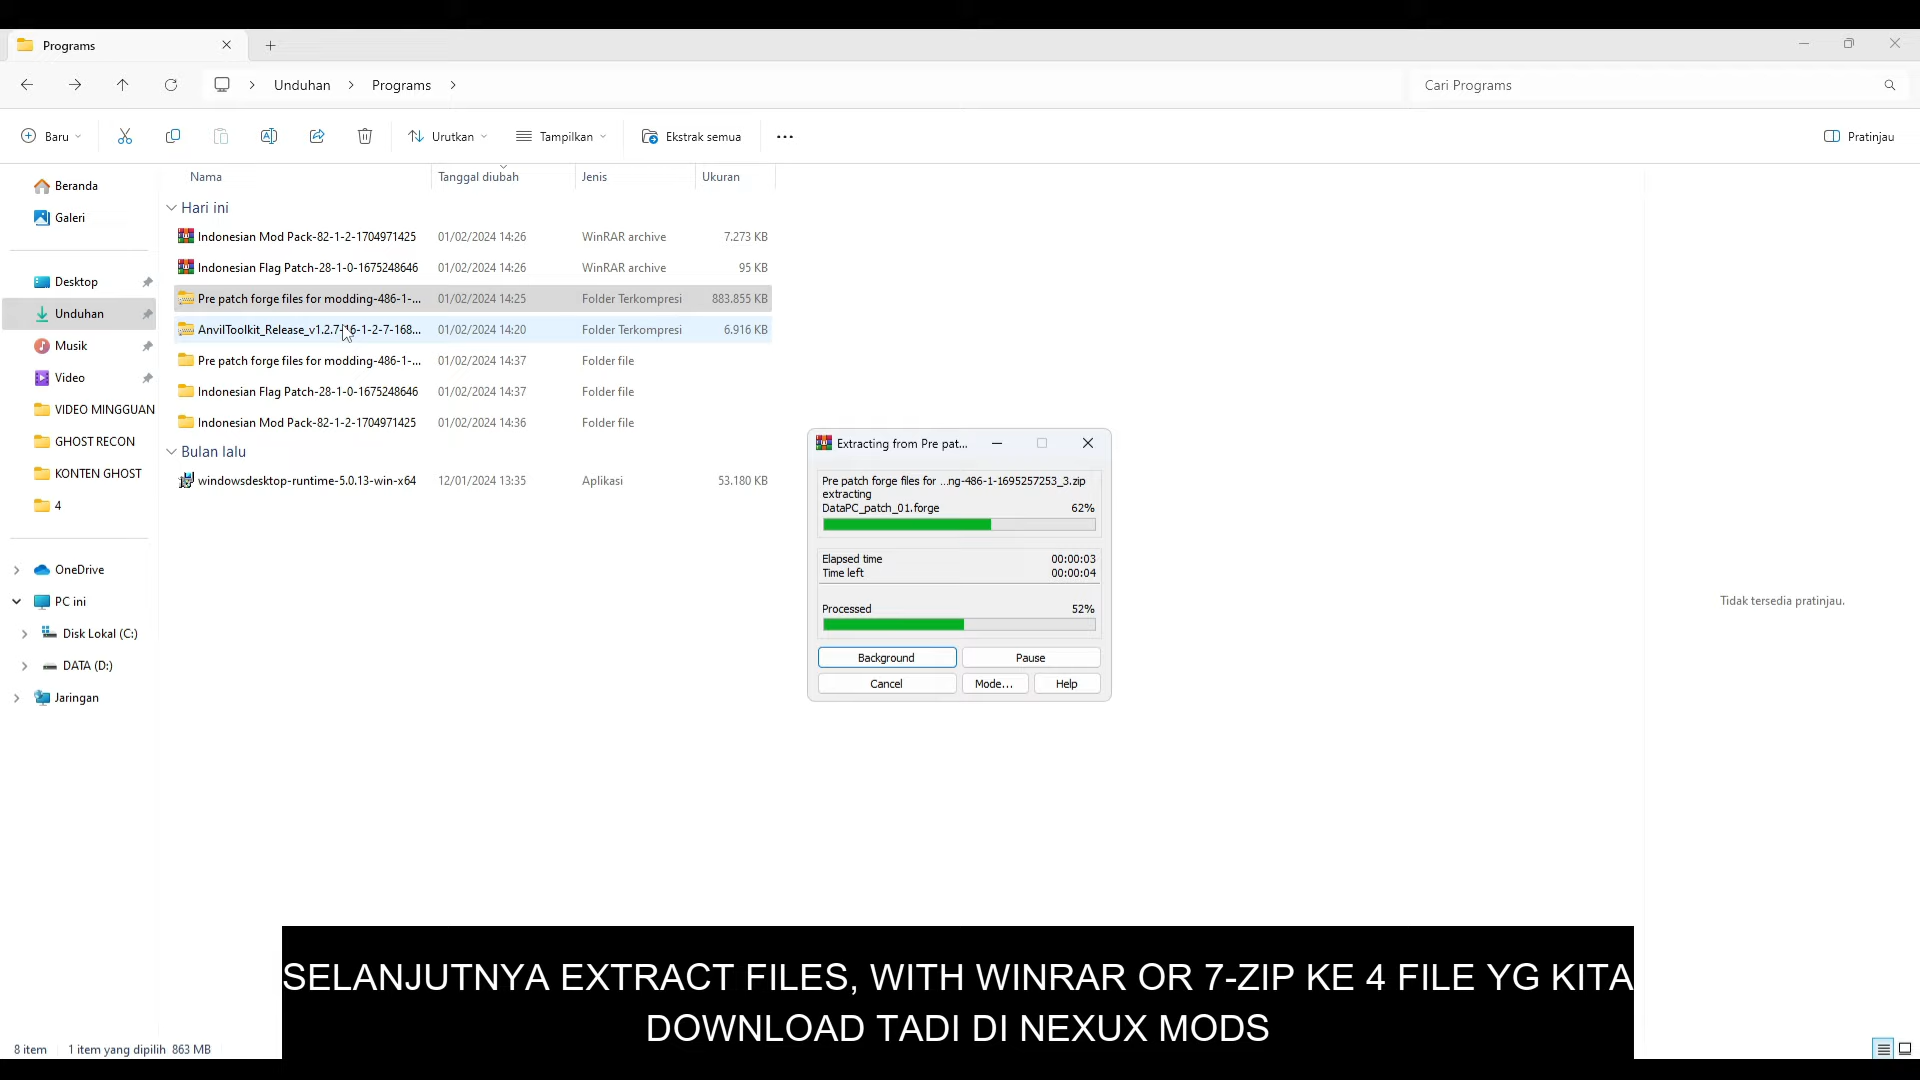 Programs
Unduhan > Programs >
Cari Programs
Baru
Urutkan
Tampilkan
Ekstrak semua
Pratinjau
Beranda
Galeri
Desktop
Unduhan
Musik
Video
VIDEO MINGGUAN
GHOST RECON
KONTEN GHOST
4
OneDrive
PC ini
Disk Lokal (C:)
DATA (D:)
Jaringan
Nama Tanggal diubah Jenis Ukuran
Hari ini
Indonesian Mod Pack-82-1-2-1704971425 01/02/2024 14:26 WinRAR archive 7.273 KB
Indonesian Flag Patch-28-1-0-1675248646 01/02/2024 14:26 WinRAR archive 95 KB
Pre patch forge files for modding-486-1-... 01/02/2024 14:25 Folder Terkompresi 883.855 KB
AnvilToolkit_Release_v1.2.7-16-1-2-7-168... 01/02/2024 14:20 Folder Terkompresi 6.916 KB
Pre patch forge files for modding-486-1-... 01/02/2024 14:37 Folder file
Indonesian Flag Patch-28-1-0-1675248646 01/02/2024 14:37 Folder file
Indonesian Mod Pack-82-1-2-1704971425 01/02/2024 14:36 Folder file
Bulan lalu
windowsdesktop-runtime-5.0.13-win-x64 12/01/2024 13:35 Aplikasi 53.180 KB
Extracting from Pre pat...
Pre patch forge files for ...ng-486-1-1695257253_3.zip
extracting
DataPC_patch_01.forge 62%
Elapsed time 00:00:03
Time left 00:00:04
Processed 52%
Background Pause
Cancel Mode... Help
Tidak tersedia pratinjau.
SELANJUTNYA EXTRACT FILES, WITH WINRAR OR 7-ZIP KE 4 FILE YG KITA
DOWNLOAD TADI DI NEXUX MODS
8 item 1 item yang dipilih 863 MB